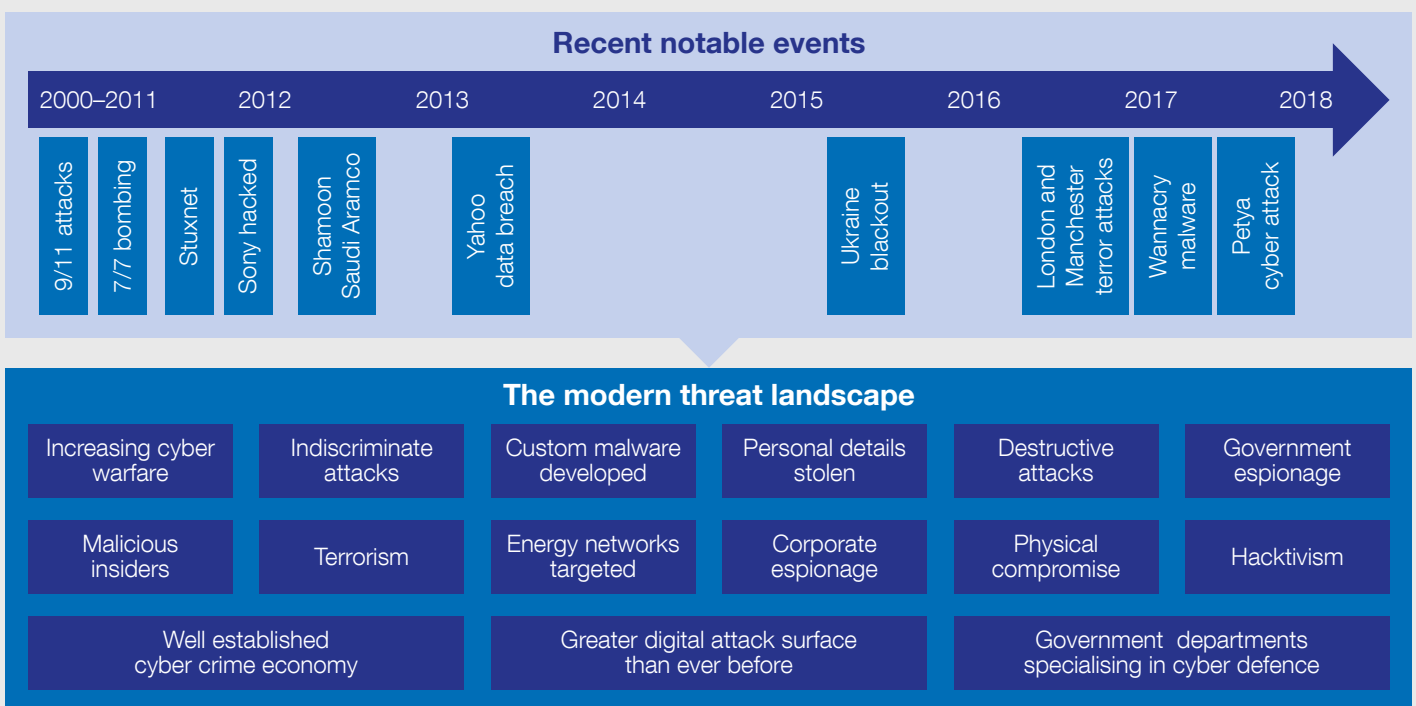 Recent notable events
2000–2011 2012 2013 2014 2015 2016 2017 2018
9/11 attacks
7/7 bombing
Stuxnet
Sony hacked
Shamoon
Saudi Aramco
Yahoo
data breach
Ukraine
blackout
London and
Manchester
terror attacks
Wannacry
malware
Petya
cyber attack
The modern threat landscape
Increasing cyber
warfare
Indiscriminate
attacks
Custom malware
developed
Personal details
stolen
Destructive
attacks
Government
espionage
Malicious
insiders
Terrorism
Energy networks
targeted
Corporate
espionage
Physical
compromise
Hacktivism
Well established
cyber crime economy
Greater digital attack surface
than ever before
Government departments
specialising in cyber defence